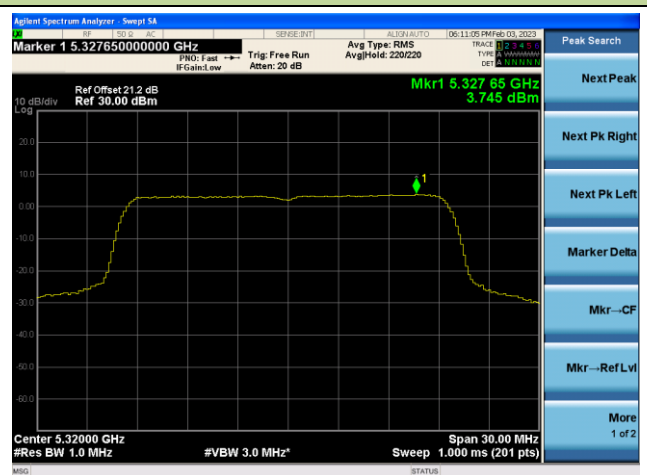 Agilent Spectrum Analyzer - Swept SA
RF 50 Ω AC SENSE:INT ALIGN AUTO 06:11:05 PM Feb 03, 2023
Marker 1 5.327650000000 GHz
PNO: Fast
IFGain:Low
Trig: Free Run
Atten: 20 dB
Avg Type: RMS
Avg|Hold: 220/220
TRACE 1 2 3 4 5 6
TYPE A WWWWW
DET A N N N N N
Peak Search
Ref Offset 21.2 dB
10 dB/div Ref 30.00 dBm
Log
Mkr1 5.327 65 GHz
3.745 dBm
20.0
10.0
0.00
-10.0
-20.0
-30.0
-40.0
-50.0
-60.0
1
Next Peak
Next Pk Right
Next Pk Left
Marker Delta
Mkr→CF
Mkr→Ref Lvl
More
1 of 2
Center 5.32000 GHz Span 30.00 MHz
#Res BW 1.0 MHz #VBW 3.0 MHz* Sweep 1.000 ms (201 pts)
MSG STATUS